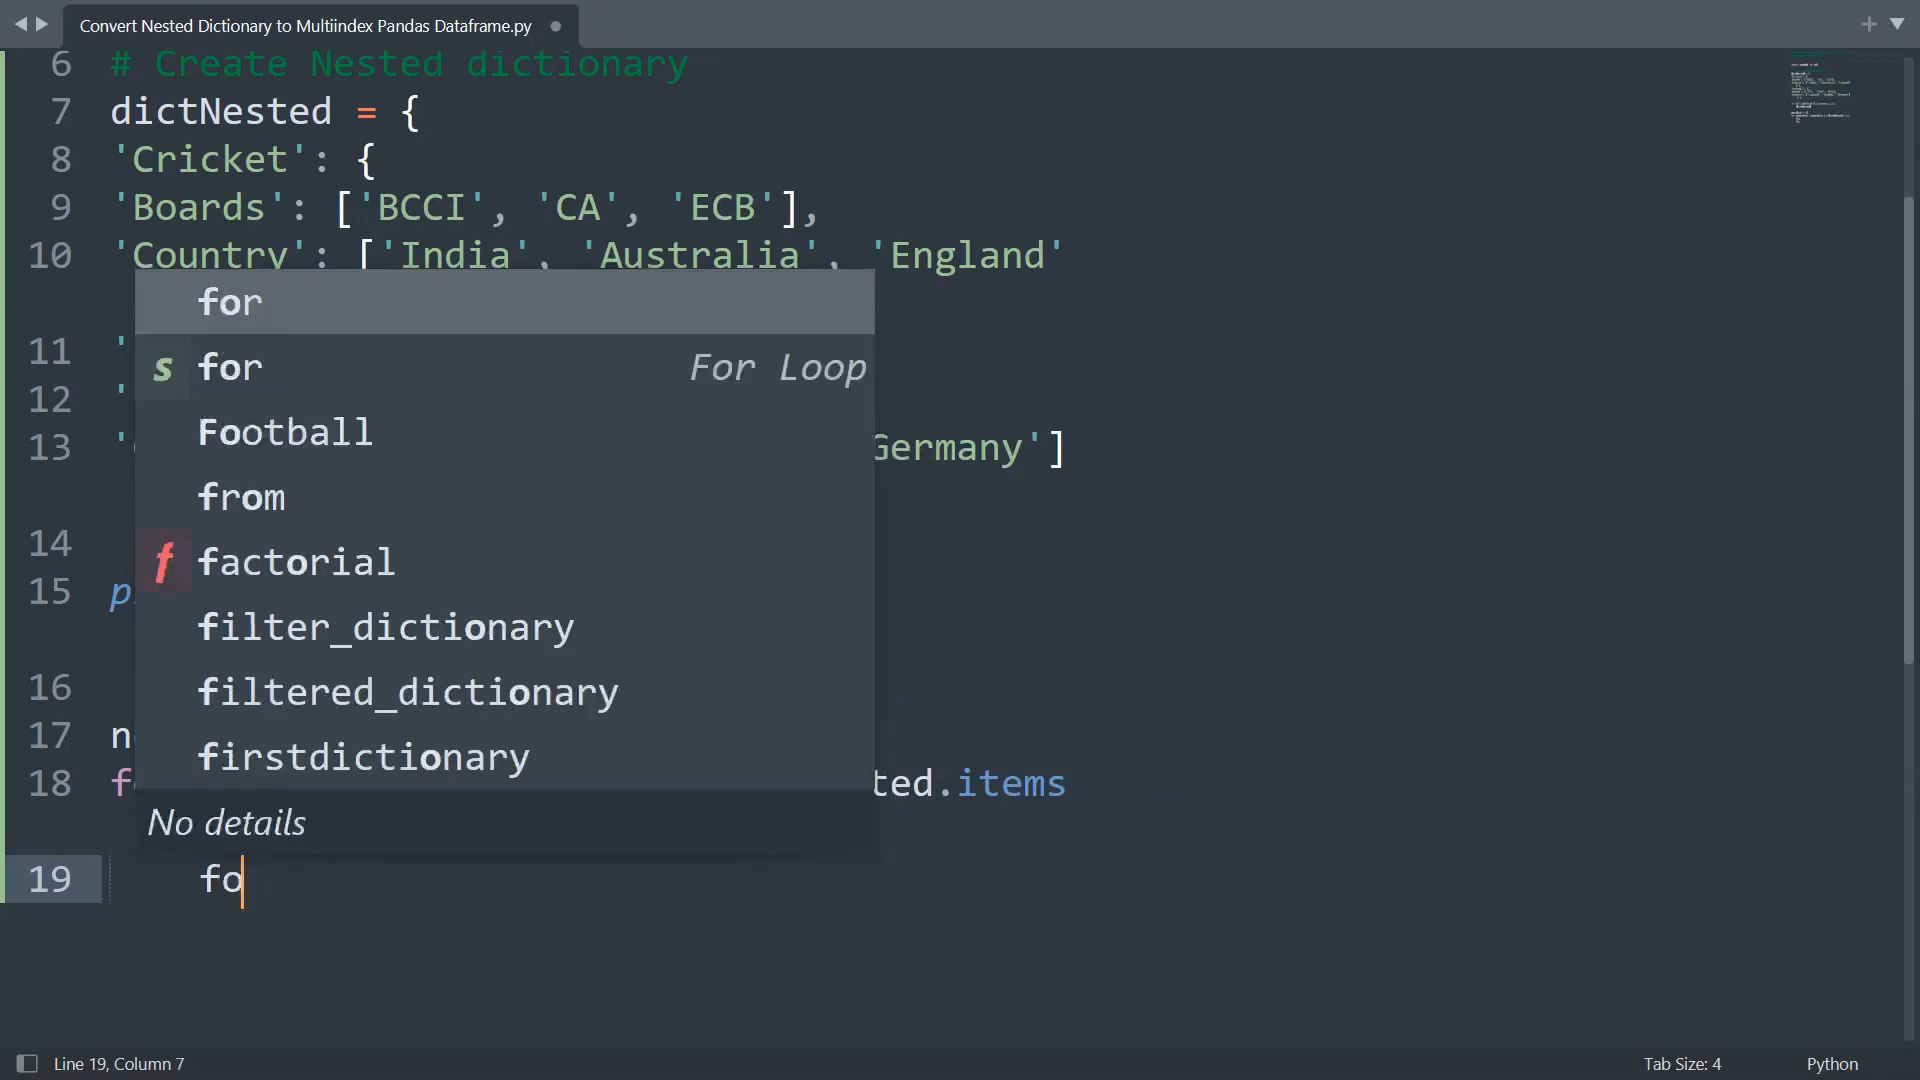 Convert Nested Dictionary to Multiindex Pandas Dataframe.py
6 # Create Nested dictionary
7 dictNested = {
8 'Cricket': {
9 'Boards': ['BCCI', 'CA', 'ECB'],
10 'Country': ['India', 'Australia', 'England'
for
11 '
s for For Loop
12 '
Football
13 ' Germany']
from
14
f factorial
15 p
filter_dictionary
16
filtered_dictionary
17 n
firstdictionary
18 f ted.items
No details
19 fo
Line 19, Column 7
Tab Size: 4
Python